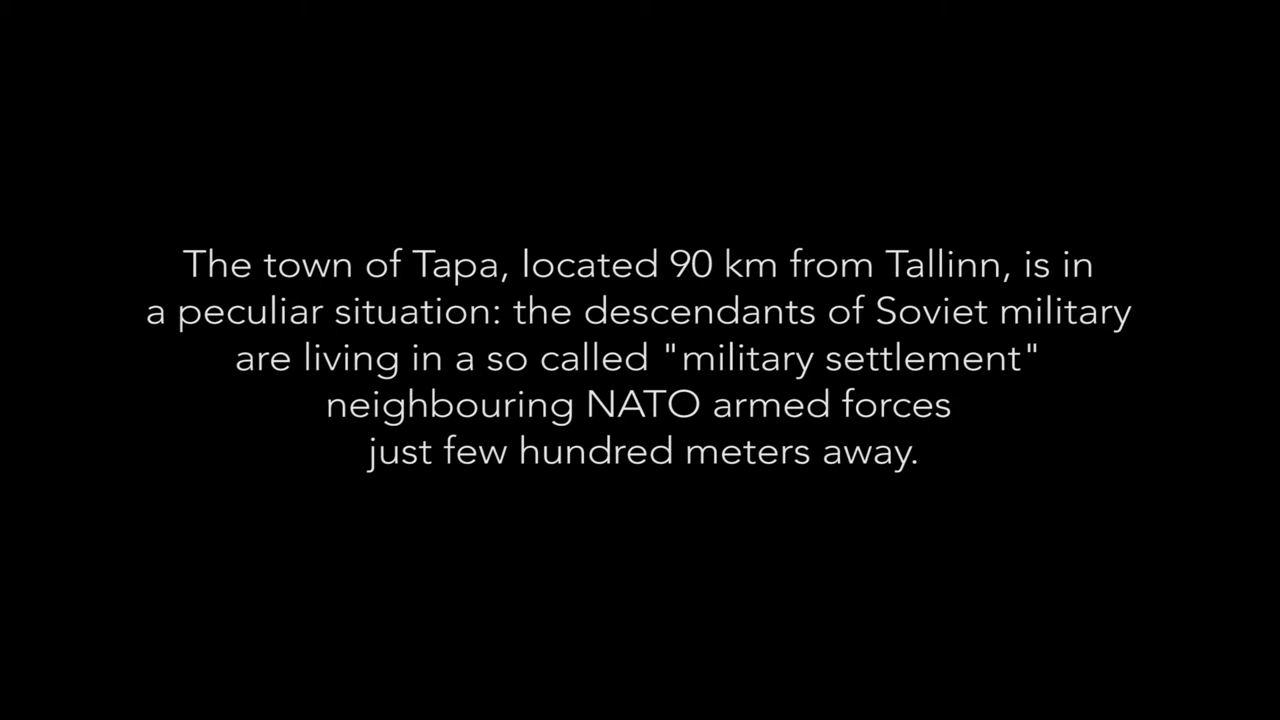 The town of Tapa, located 90 km from Tallinn, is in
a peculiar situation: the descendants of Soviet military
are living in a so called "military settlement"
neighbouring NATO armed forces
just few hundred meters away.